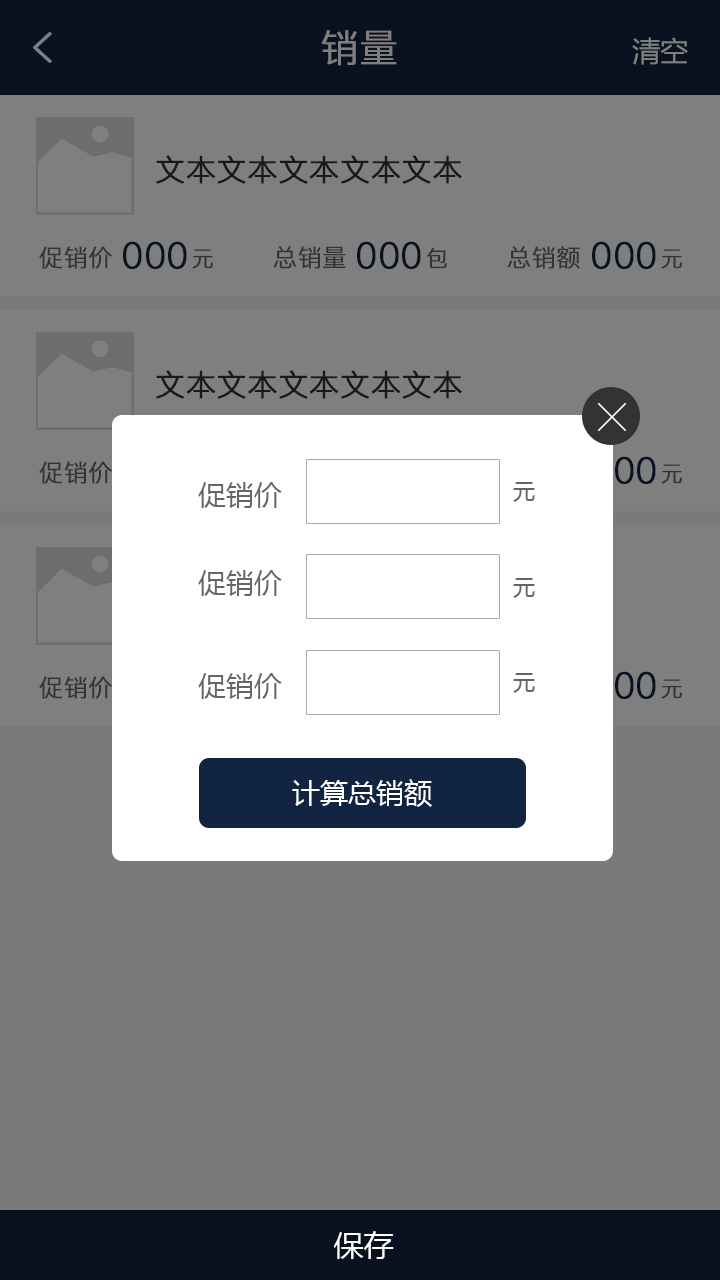 销量 清空
文本文本文本文本文本
促销价 000元 总销量 000包 总销额 000元
文本文本文本文本文本
促销价 00元
促销价 元
促销价 元
促销价 元
计算总销额
促销价 00元
保存